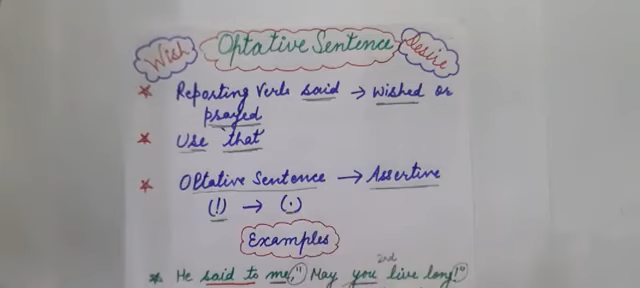 Wish Optative Sentence Desire
* Reporting Verb said → wished or
prayed
* Use that
* Optative Sentence → Assertive
(!) → (.)
Examples
2nd
* He said to me, "May you live long!"